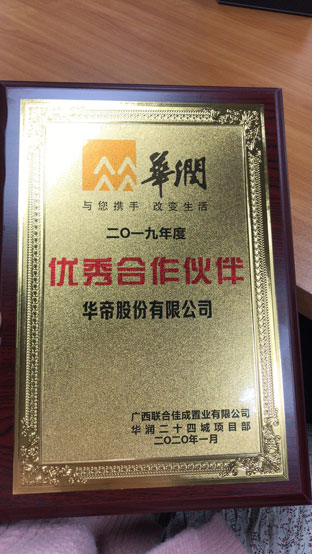 華潤
与您携手 改变生活
二〇一九年度
优秀合作伙伴
华帝股份有限公司
广西联合佳成置业有限公司
华润二十四城项目部
二〇二〇年一月